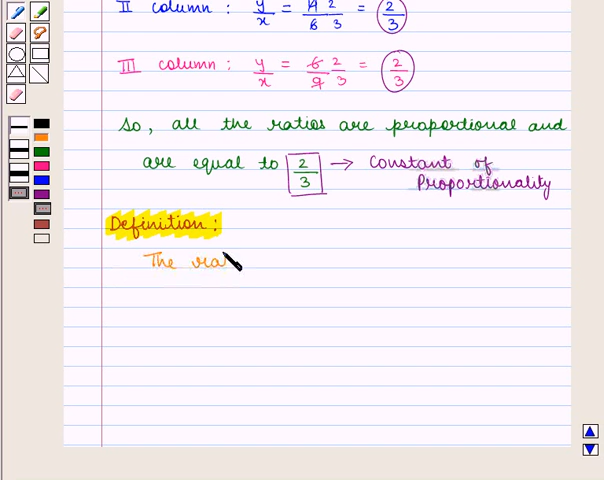 II column : y/x = 4/6 2/3 = 2/3
III column : y/x = 6/9 2/3 = 2/3
So, all the ratios are proportional and
are equal to 2/3 → Constant of
Proportionality
Definition :
The ra